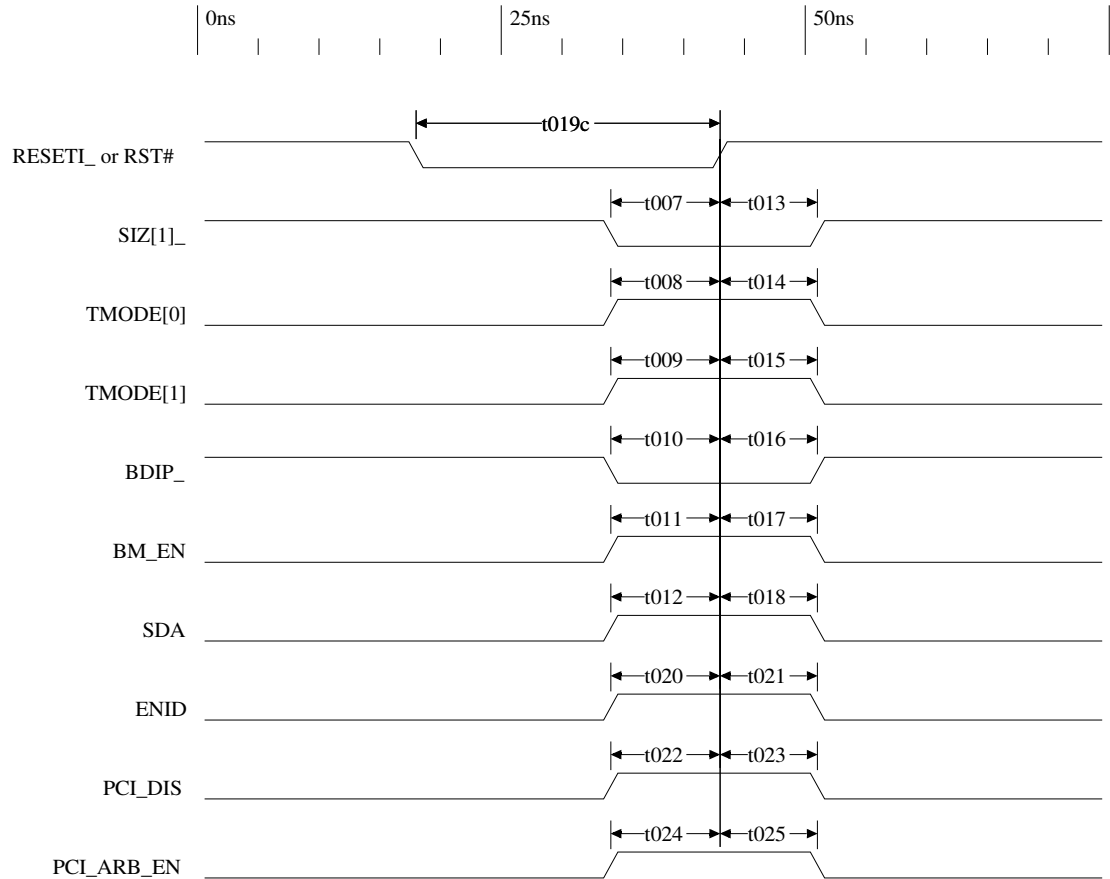 0ns 25ns 50ns
t019c
RESETI_ or RST#
t007 t013
SIZ[1]_
t008 t014
TMODE[0]
t009 t015
TMODE[1]
t010 t016
BDIP_
t011 t017
BM_EN
t012 t018
SDA
t020 t021
ENID
t022 t023
PCI_DIS
t024 t025
PCI_ARB_EN